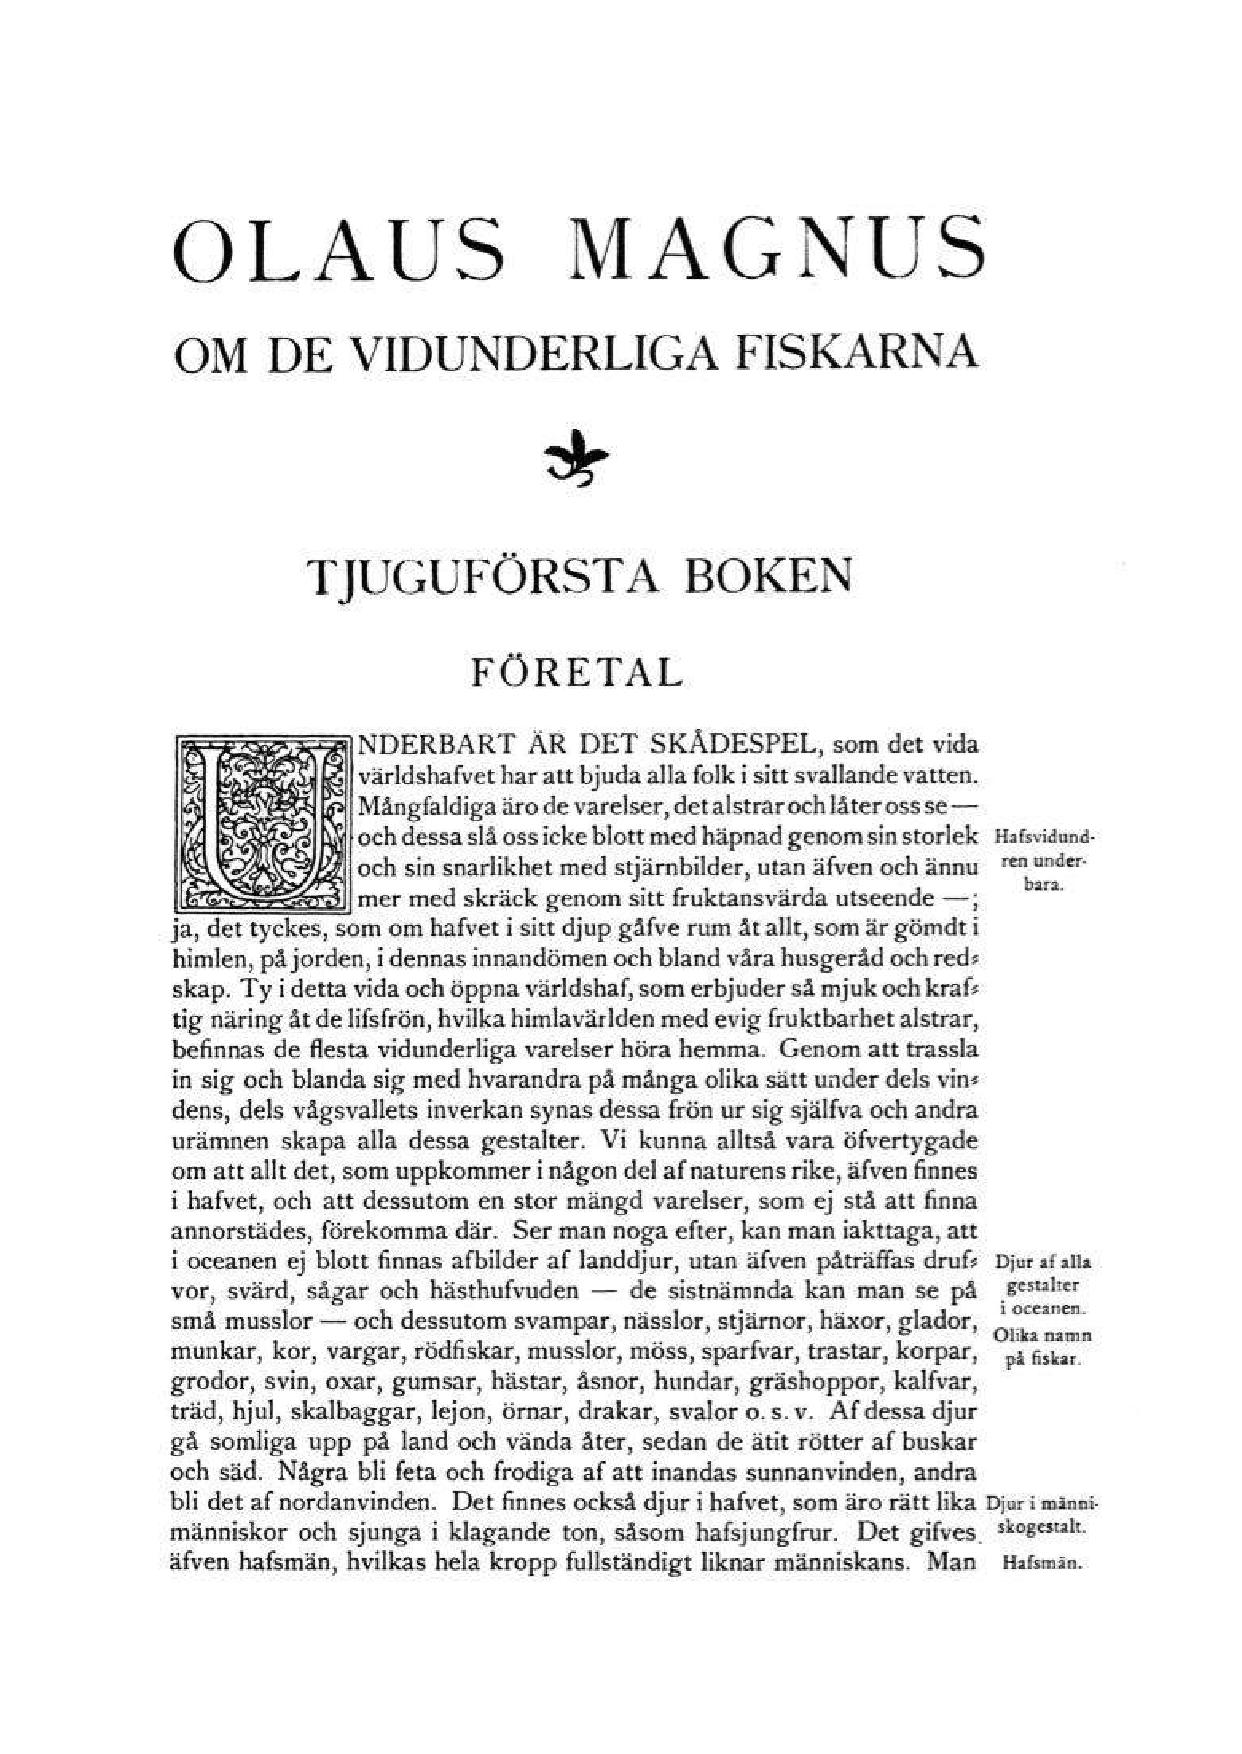 OLAUS MAGNUS
OM DE VIDUNDERLIGA FISKARNA
TJUGUFÖRSTA BOKEN
FÖRETAL
UNDERBART ÄR DET SKÅDESPEL, som det vida
världshafvet har att bjuda alla folk i sitt svallande vatten.
Mångfaldiga äro de varelser, det alstrar och låter oss se —
och dessa slå oss icke blott med häpnad genom sin storlek
och sin snarlikhet med stjärnbilder, utan äfven och ännu
mer med skräck genom sitt fruktansvärda utseende —;
Hafsvidund-
ren under-
bara.
ja, det tyckes, som om hafvet i sitt djup gåfve rum åt allt, som är gömdt i
himlen, på jorden, i dennas innandömen och bland våra husgeråd och red-
skap. Ty i detta vida och öppna världshaf, som erbjuder så mjuk och kraf-
tig näring åt de lifsfrön, hvilka himlavärlden med evig fruktbarhet alstrar,
befinnas de flesta vidunderliga varelser höra hemma. Genom att trassla
in sig och blanda sig med hvarandra på många olika sätt under dels vin-
dens, dels vågsvallets inverkan synas dessa frön ur sig själfva och andra
urämnen skapa alla dessa gestalter. Vi kunna alltså vara öfvertygade
om att allt det, som uppkommer i någon del af naturens rike, äfven finnes
i hafvet, och att dessutom en stor mängd varelser, som ej stå att finna
annorstädes, förekomma där. Ser man noga efter, kan man iakttaga, att
i oceanen ej blott finnas afbilder af landdjur, utan äfven påträffas druf-
vor, svärd, sågar och hästhufvuden — de sistnämnda kan man se på
små musslor — och dessutom svampar, nässlor, stjärnor, häxor, glador,
munkar, kor, vargar, rödfiskar, musslor, möss, sparfvar, trastar, korpar,
Djur af alla
gestalter
i oceanen.
Olika namn
på fiskar.
grodor, svin, oxar, gumsar, hästar, åsnor, hundar, gräshoppor, kalfvar,
träd, hjul, skalbaggar, lejon, örnar, drakar, svalor o. s. v. Af dessa djur
gå somliga upp på land och vända åter, sedan de ätit rötter af buskar
och säd. Några bli feta och frodiga af att inandas sunnanvinden, andra
bli det af nordanvinden. Det finnes också djur i hafvet, som äro rätt lika
människor och sjunga i klagande ton, såsom hafsjungfrur. Det gifves
äfven hafsmän, hvilkas hela kropp fullständigt liknar människans. Man
Djur i männi-
skogestalt.
Hafsmän.